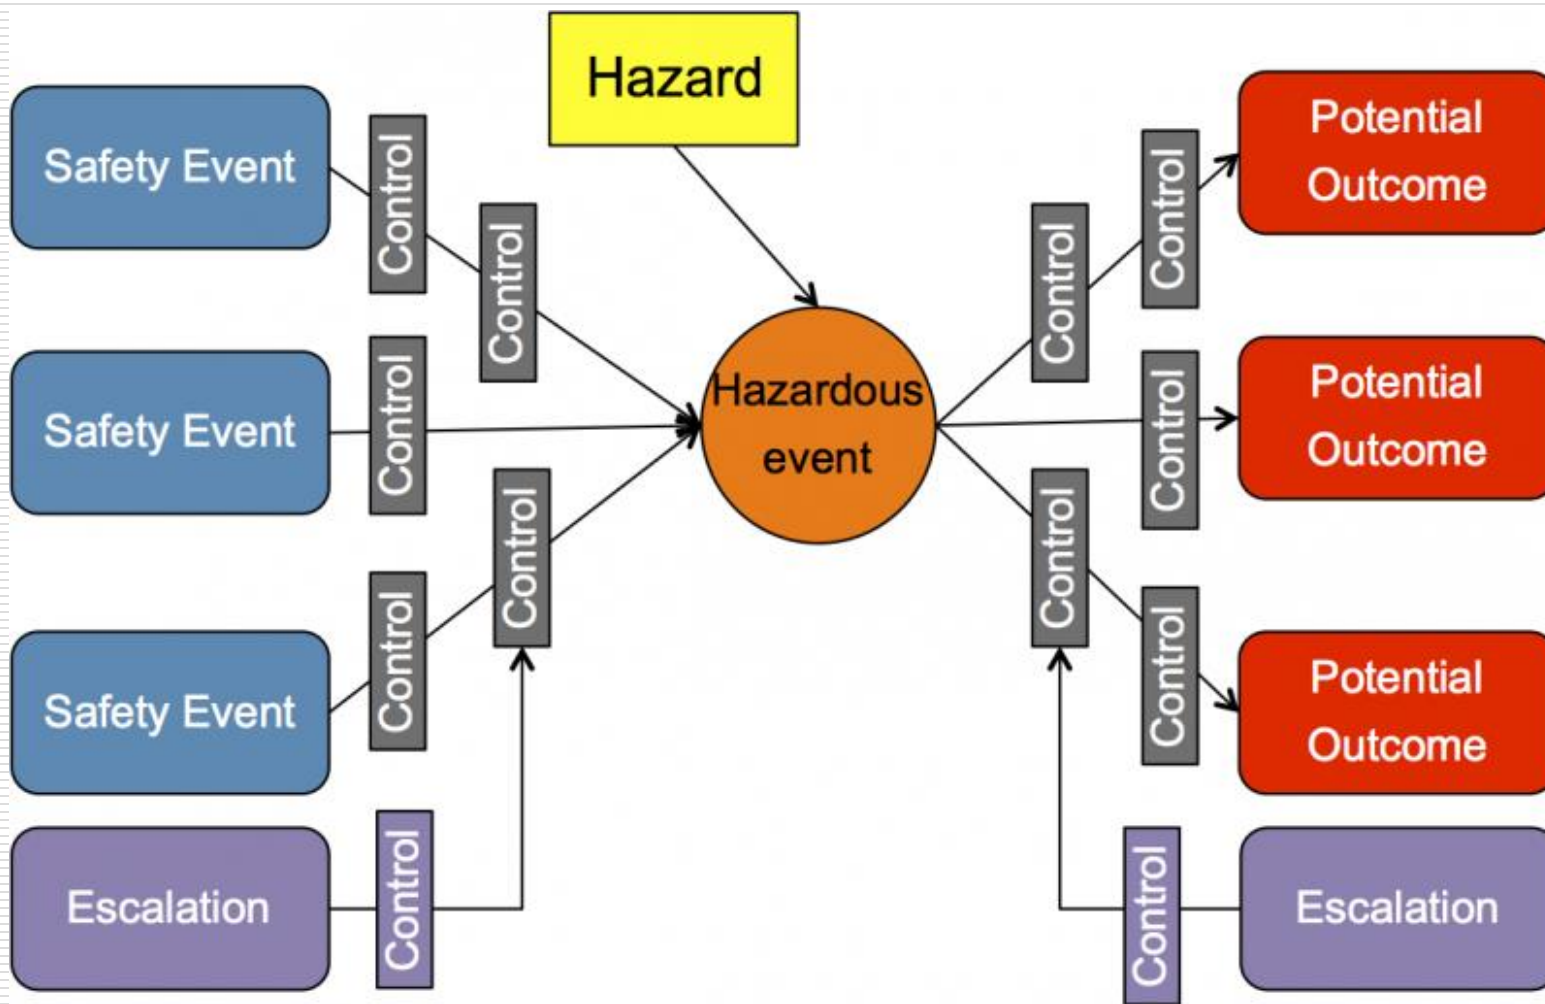 Hazard
Safety Event
Control
Control
Safety Event
Control
Safety Event
Control
Control
Escalation
Control
Hazardous
event
Control
Control
Potential
Outcome
Control
Potential
Outcome
Control
Control
Potential
Outcome
Control
Escalation